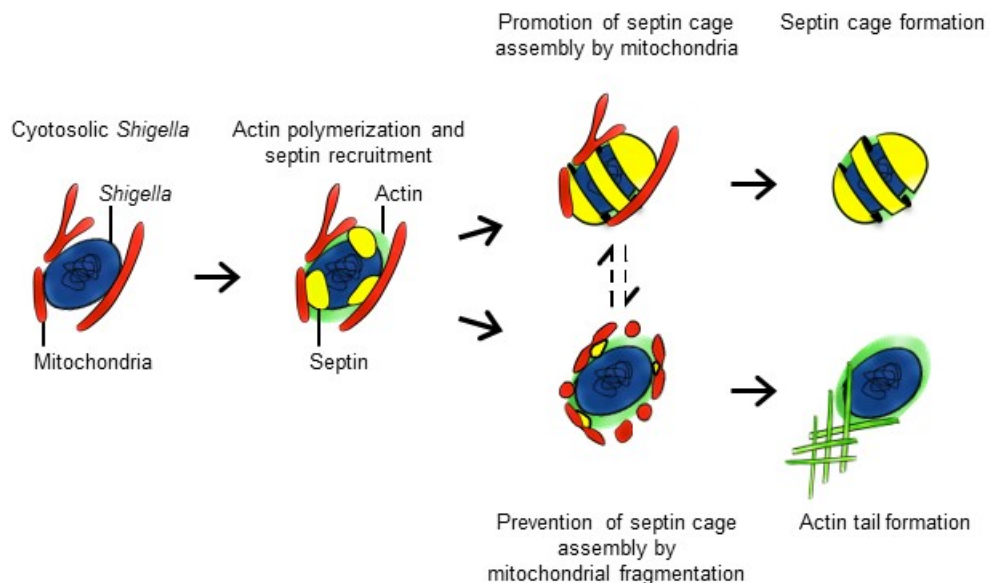 Promotion of septin cage
assembly by mitochondria
Septin cage formation
Cyotosolic Shigella
Actin polymerization and
septin recruitment
Shigella
Actin
Mitochondria
Septin
Prevention of septin cage
assembly by
mitochondrial fragmentation
Actin tail formation